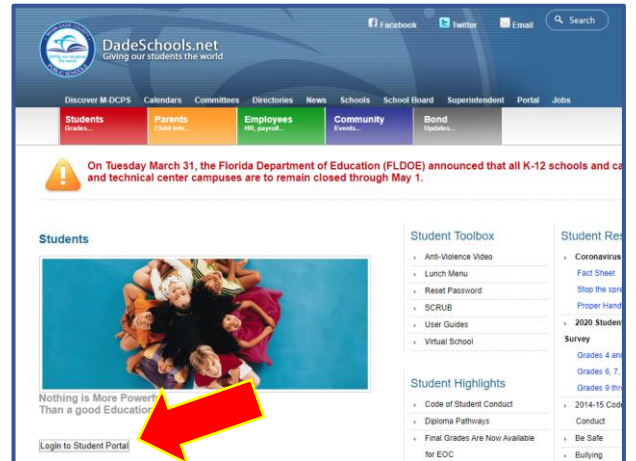 Facebook Twitter Email Search
DadeSchools.net
Giving our students the world
Discover M-DCPS Calendars Committees Directories News Schools School Board Superintendent Portal Jobs
Students
Grades...
Parents
Child info...
Employees
HR, payroll...
Community
Events...
Bond
Updates...
On Tuesday March 31, the Florida Department of Education (FLDOE) announced that all K-12 schools and ca
and technical center campuses are to remain closed through May 1.
Students
Nothing is More Powerf
Than a good Education
Login to Student Portal
Student Toolbox
Anti-Violence Video
Lunch Menu
Reset Password
SCRUB
User Guides
Virtual School
Student Highlights
Code of Student Conduct
Diploma Pathways
Final Grades Are Now Available
for EOC
Student Res
Coronavirus
Fact Sheet
Stop the spre
Proper Hand
2020 Student
Survey
Grades 4 and
Grades 6, 7,
Grades 9 thr
2014-15 Code
Conduct
Be Safe
Bullying